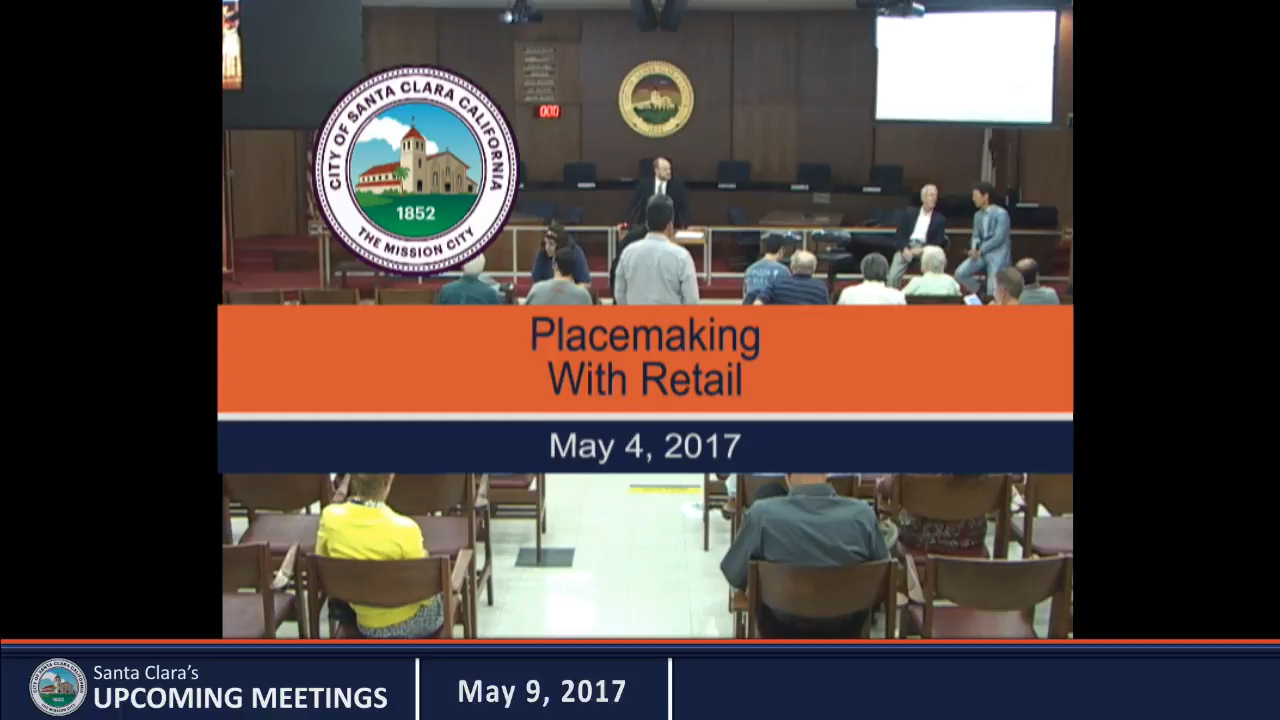 CITY OF SANTA CLARA CALIFORNIA
1852
THE MISSION CITY
000
Placemaking
With Retail
May 4, 2017
Santa Clara's
UPCOMING MEETINGS
May 9, 2017